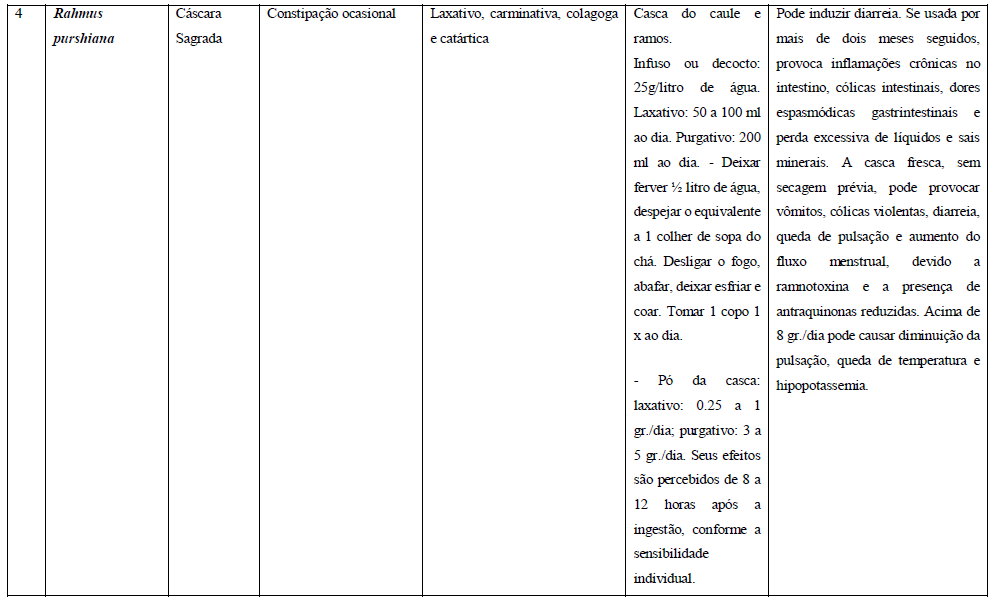 4
Rahmus
purshiana
Cáscara
Sagrada
Constipação ocasional
Laxativo, carminativa, colagoga
e catártica
Casca do caule e
ramos.
Infuso ou decocto:
25g/litro de água.
Laxativo: 50 a 100 ml
ao dia. Purgativo: 200
ml ao dia. - Deixar
ferver ½ litro de água,
despejar o equivalente
a 1 colher de sopa do
chá. Desligar o fogo,
abafar, deixar esfriar e
coar. Tomar 1 copo 1
x ao dia.
- Pó da casca:
laxativo: 0.25 a 1
gr./dia; purgativo: 3 a
5 gr./dia. Seus efeitos
são percebidos de 8 a
12 horas após a
ingestão, conforme a
sensibilidade
individual.
Pode induzir diarreia. Se usada por
mais de dois meses seguidos,
provoca inflamações crônicas no
intestino, cólicas intestinais, dores
espasmódicas gastrintestinais e
perda excessiva de líquidos e sais
minerais. A casca fresca, sem
secagem prévia, pode provocar
vômitos, cólicas violentas, diarreia,
queda de pulsação e aumento do
fluxo menstrual, devido a
ramnotoxina e a presença de
antraquinonas reduzidas. Acima de
8 gr./dia pode causar diminuição da
pulsação, queda de temperatura e
hipopotassemia.